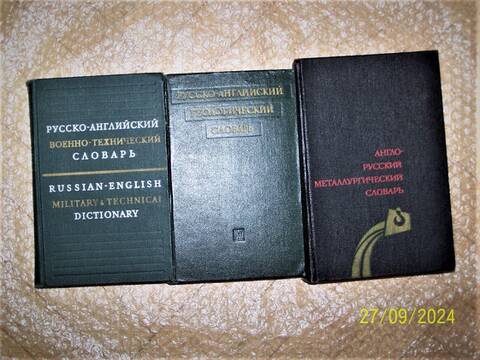 РУССКО-АНГЛИЙСКИЙ
ВОЕННО-ТЕХНИЧЕСКИЙ
СЛОВАРЬ
RUSSIAN-ENGLISH
MILITARY & TECHNICAL
DICTIONARY
РУССКО-АНГЛИЙСКИЙ
ГЕОЛОГИЧЕСКИЙ
СЛОВАРЬ
АНГЛО-
РУССКИЙ
МЕТАЛЛУРГИЧЕСКИЙ
СЛОВАРЬ
27/09/2024